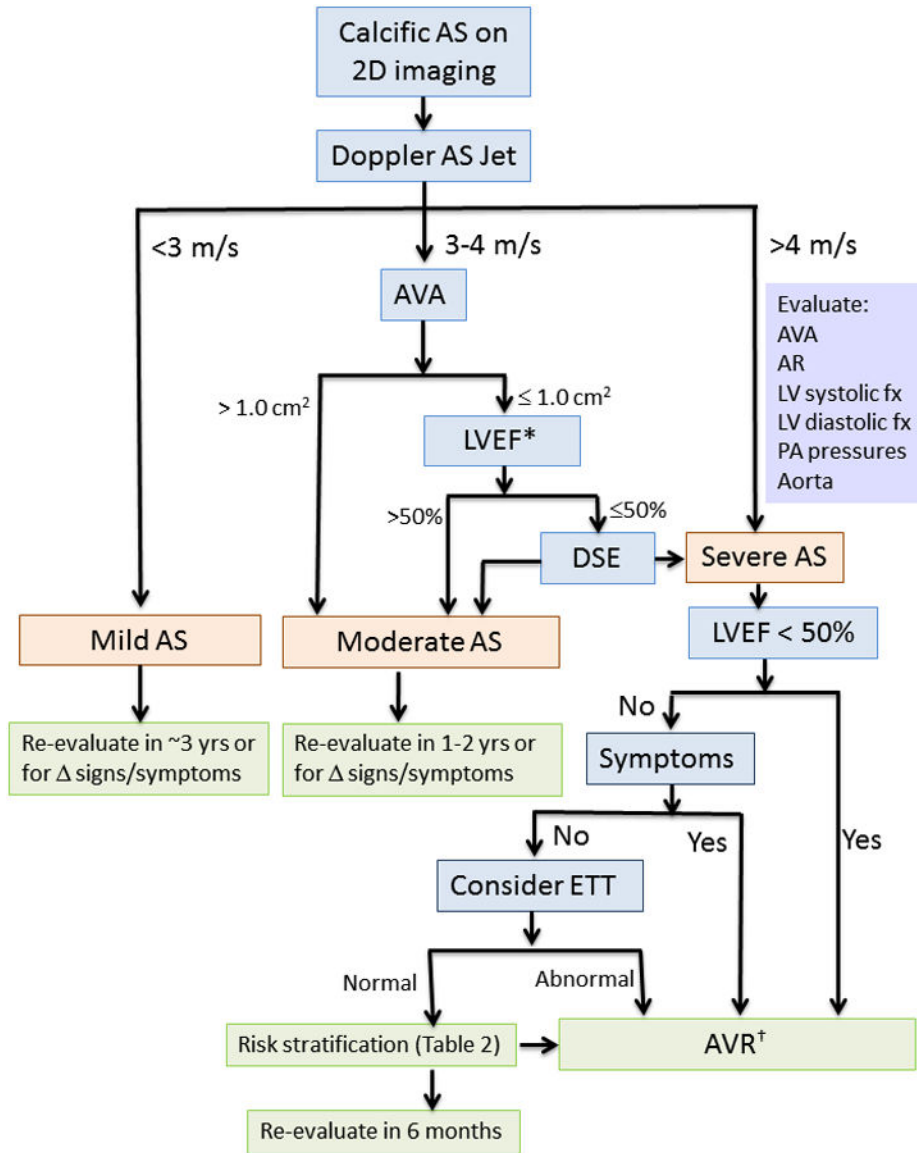 Calcific AS on
2D imaging
Doppler AS Jet
<3 m/s
3-4 m/s
>4 m/s
AVA
Evaluate:
AVA
AR
LV systolic fx
LV diastolic fx
PA pressures
Aorta
> 1.0 cm²
≤ 1.0 cm²
LVEF*
>50%
≤50%
DSE
Severe AS
Mild AS
Moderate AS
LVEF < 50%
Re-evaluate in ~3 yrs or
for Δ signs/symptoms
Re-evaluate in 1-2 yrs or
for Δ signs/symptoms
No
Symptoms
No
Yes
Yes
Consider ETT
Normal
Abnormal
Risk stratification (Table 2)
AVR†
Re-evaluate in 6 months